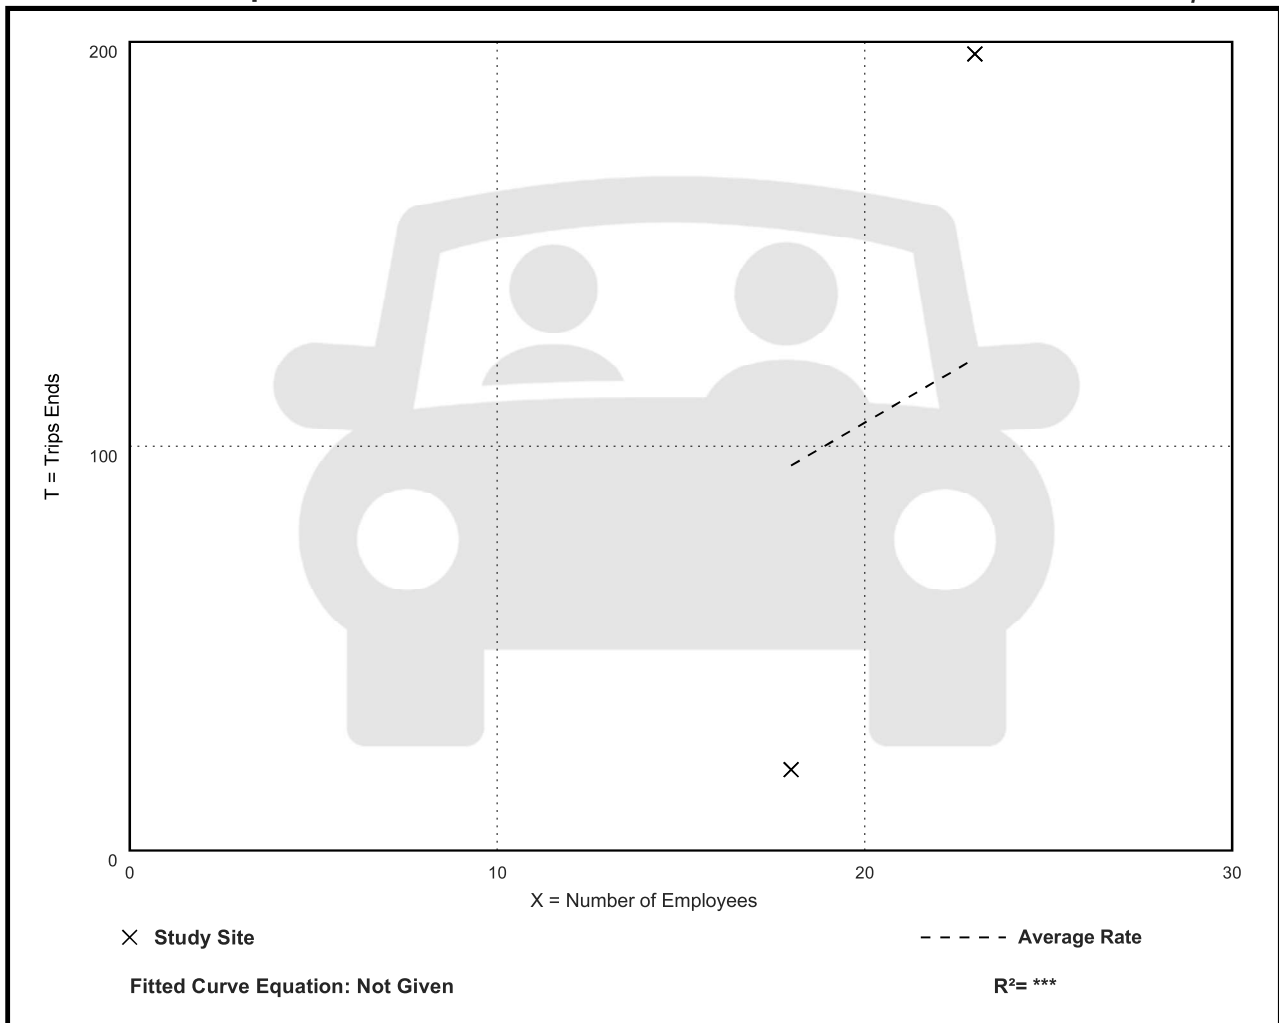 200
100
0
T = Trips Ends
0 10 20 30
X = Number of Employees
Study Site
Average Rate
Fitted Curve Equation: Not Given
R²= ***